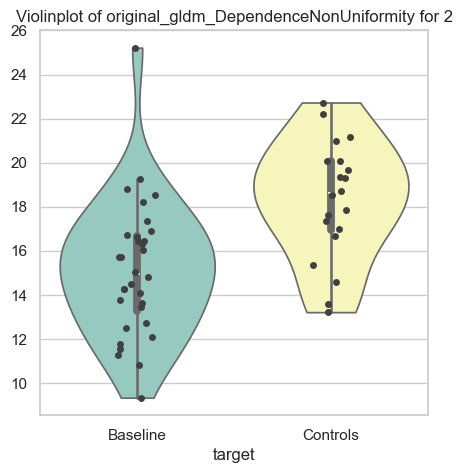 Violinplot of original_gldm_DependenceNonUniformity for 2
26
24
22
20
18
16
14
12
10
Baseline
Controls
target